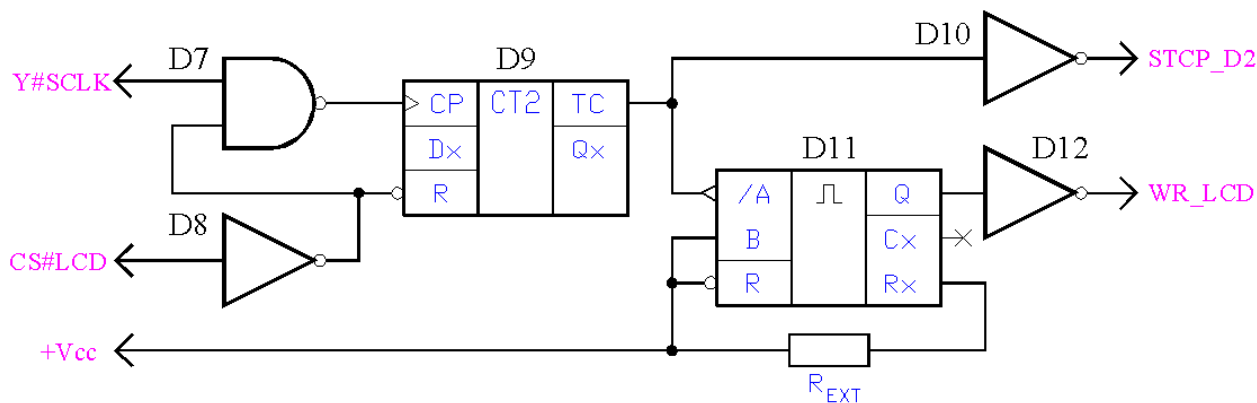 D7
D9
D10
Y#SCLK
CP
CT2
TC
STCP_D2
Dx
Qx
D11
D12
R
/A
Q
WR_LCD
D8
B
Cx
CS#LCD
R
Rx
+Vcc
REXT